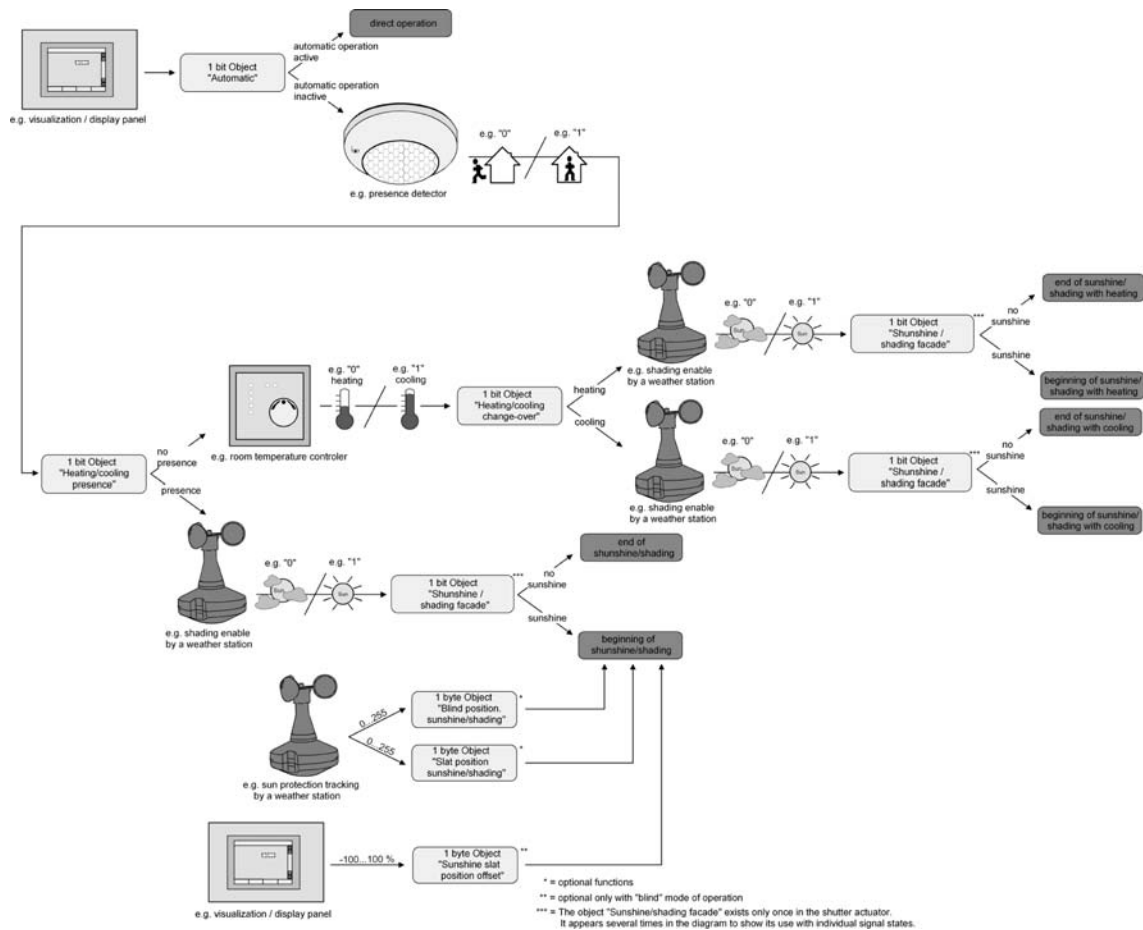 direct operation
automatic operation
active
1 bit Object
"Automatic"
automatic operation
inactive
e.g. visualization / display panel
e.g. "0"
e.g. "1"
e.g. presence detector
e.g. "0"
e.g. "1"
Sun
Sun
1 bit Object
"Shunshine /
shading facade"
***
no
sunshine
sunshine
end of sunshine/
shading with heating
beginning of sunshine/
shading with heating
e.g. shading enable
by a weather station
e.g. "0"
heating
e.g. "1"
cooling
1 bit Object
"Heating/cooling
change-over"
heating
cooling
e.g. room temperature controler
e.g. "0"
e.g. "1"
Sun
Sun
1 bit Object
"Shunshine /
shading facade"
***
no
sunshine
sunshine
end of sunshine/
shading with cooling
beginning of sunshine/
shading with cooling
e.g. shading enable
by a weather station
1 bit Object
"Heating/cooling
presence"
no
presence
presence
e.g. "0"
e.g. "1"
Sun
Sun
1 bit Object
"Shunshine /
shading facade"
***
no
sunshine
sunshine
end of
shunshine/shading
beginning of
shunshine/shading
e.g. shading enable
by a weather station
0...255
1 byte Object
"Blind position.
sunshine/shading"
*
0...255
1 byte Object
"Slat position
sunshine/shading"
*
e.g. sun protection tracking
by a weather station
-100...100 %
1 byte Object
"Sunshine slat
position offset"
**
e.g. visualization / display panel
* = optional functions
** = optional only with "blind" mode of operation
*** = The object "Sunshine/shading facade" exists only once in the shutter actuator.
It appears several times in the diagram to show its use with individual signal states.